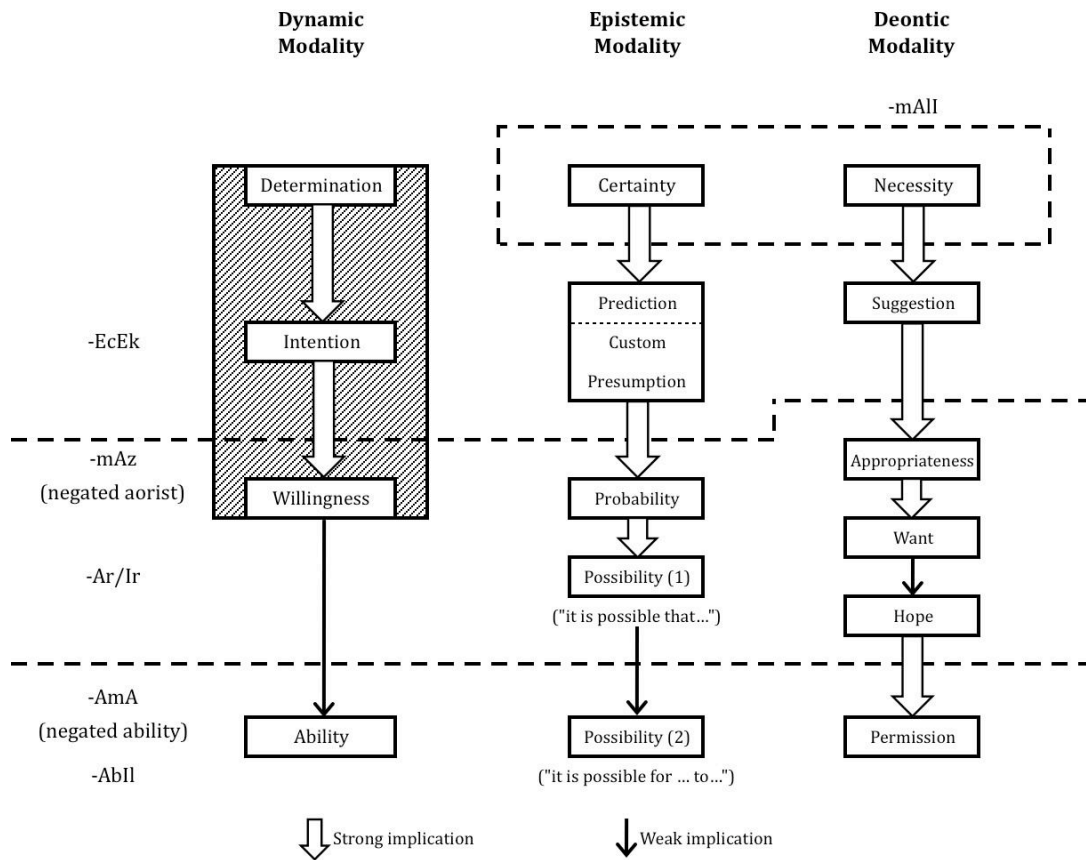 Dynamic
Modality
Epistemic
Modality
Deontic
Modality
-mAlI
Determination
Certainty
Necessity
Prediction
Suggestion
-EcEk
Intention
Custom
Presumption
-mAz
(negated aorist)
Appropriateness
Willingness
Probability
Want
-Ar/Ir
Possibility (1)
("it is possible that...")
Hope
-AmA
(negated ability)
Ability
Possibility (2)
Permission
-AbIl
("it is possible for ... to...")
Strong implication
Weak implication